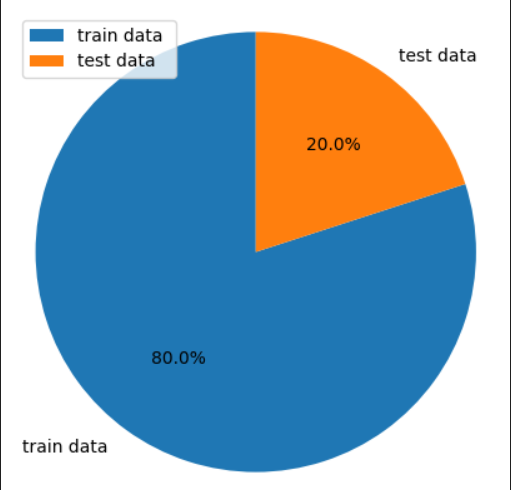 train data
test data
test data
20.0%
80.0%
train data